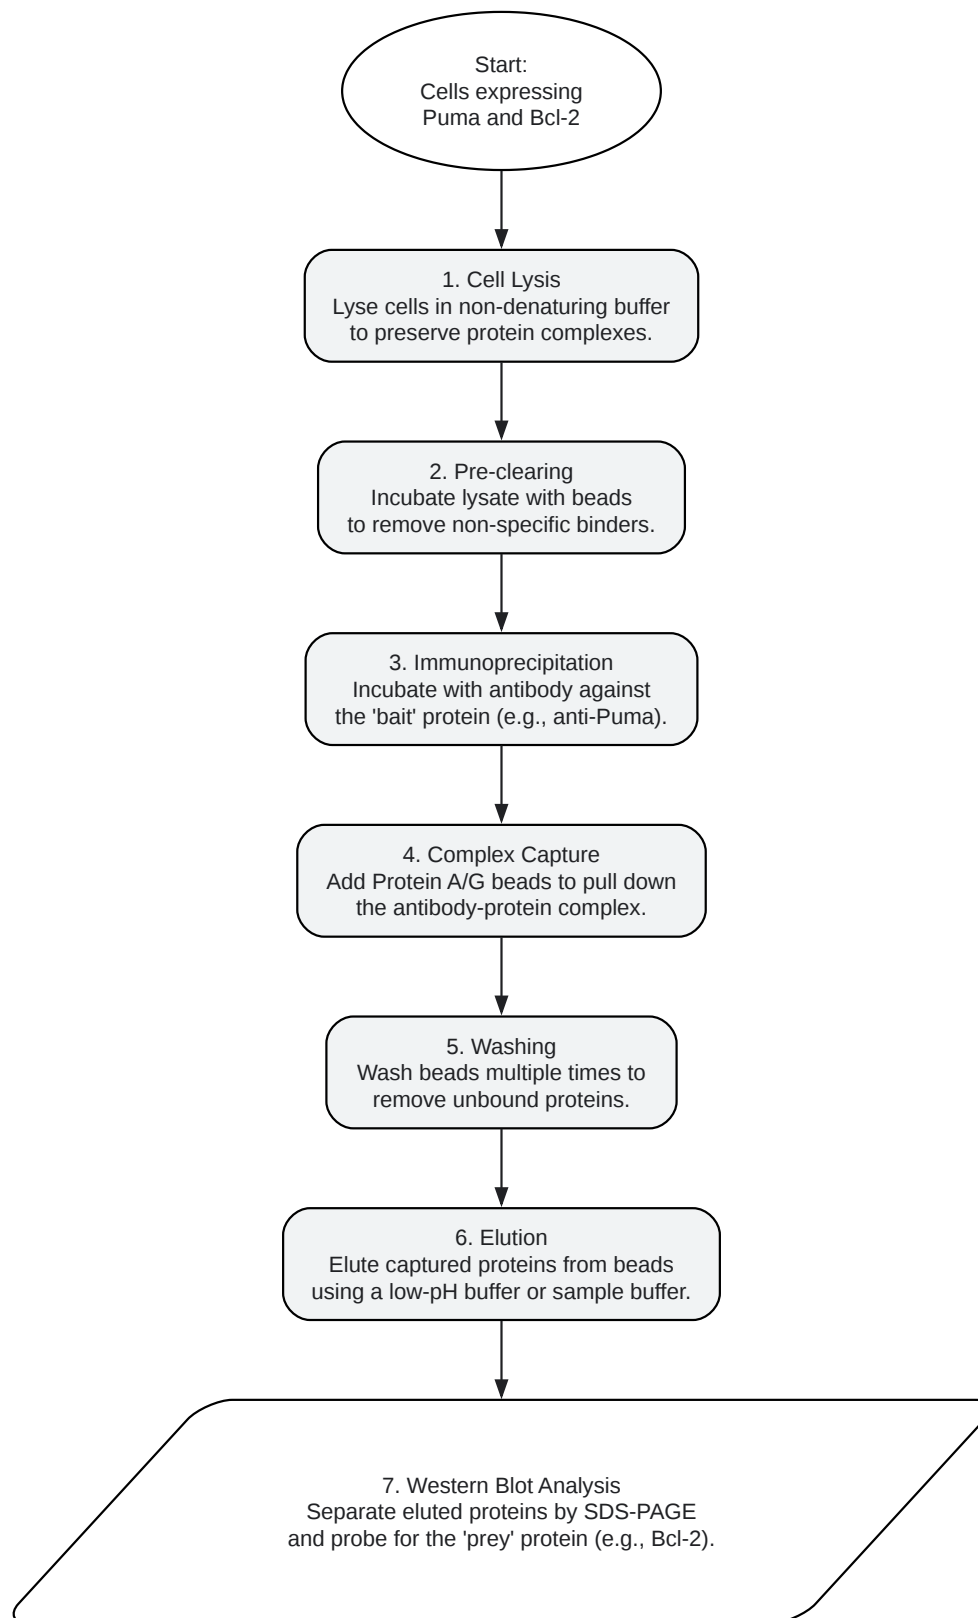 Start:
Cells expressing
Puma and Bcl-2
1. Cell Lysis
Lyse cells in non-denaturing buffer
to preserve protein complexes.
2. Pre-clearing
Incubate lysate with beads
to remove non-specific binders.
3. Immunoprecipitation
Incubate with antibody against
the 'bait' protein (e.g., anti-Puma).
4. Complex Capture
Add Protein A/G beads to pull down
the antibody-protein complex.
5. Washing
Wash beads multiple times to
remove unbound proteins.
6. Elution
Elute captured proteins from beads
using a low-pH buffer or sample buffer.
7. Western Blot Analysis
Separate eluted proteins by SDS-PAGE
and probe for the 'prey' protein (e.g., Bcl-2).